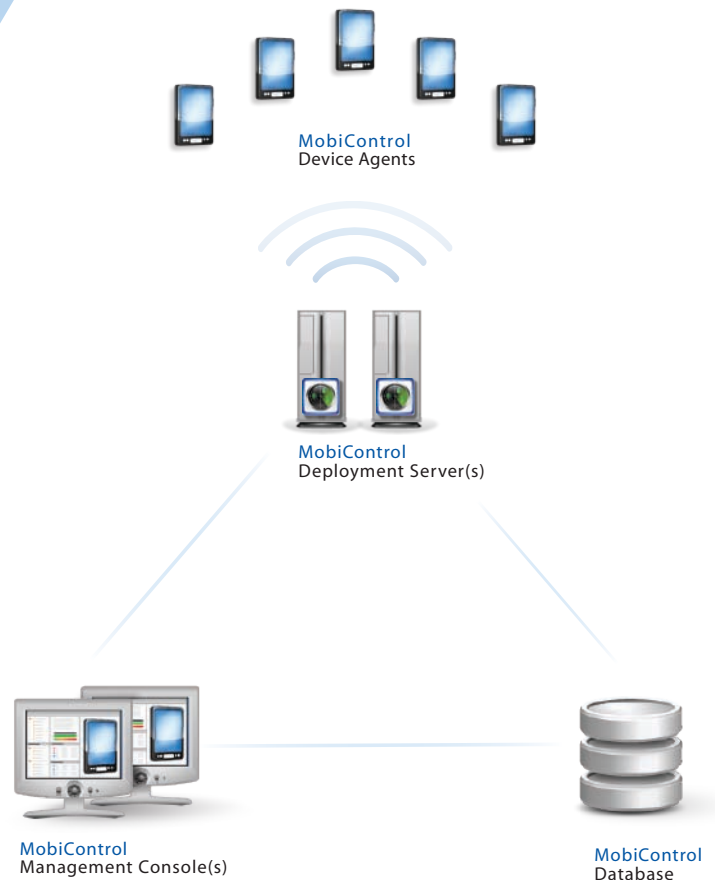 MobiControl
Device Agents
MobiControl
Deployment Server(s)
MobiControl
Management Console(s)
MobiControl
Database